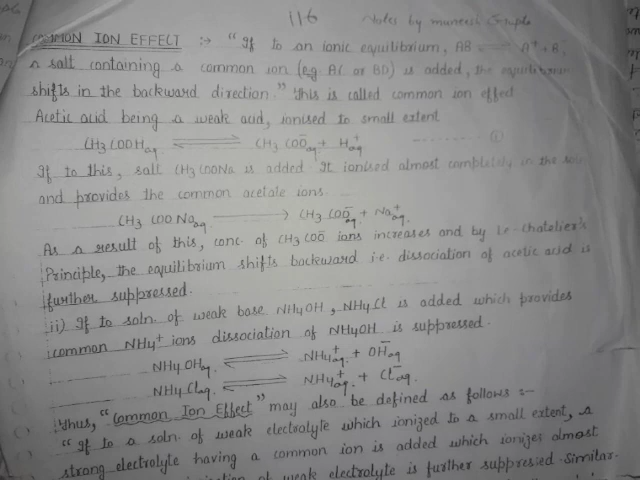 116
Notes by muneesh
COMMON ION EFFECT :→ "If to an ionic equilibrium, AB ⇌ A⁺ + B⁻,
a salt containing a common ion (e.g AC or BD) is added, the equilibrium
shifts in the backward direction." This is called common ion effect
Acetic acid being a weak acid, ionised to small extent
CH3COOHaq ⇌ CH3COO⁻aq + H⁺aq ①
If to this, salt CH3COONa is added. It ionised almost completely in the soln
and provides the common acetate ions.
CH3COONaaq. → CH3COO⁻aq + Na⁺aq.
As a result of this, conc. of CH3COO⁻ ions increases and by Le-chatelier's
Principle, the equilibrium shifts backward i.e. dissociation of acetic acid is
further suppressed.
ii) If to soln. of weak base NH4OH, NH4Cl is added which provides
common NH4⁺ ions dissociation of NH4OH is suppressed.
NH4OHaq. ⇌ NH4⁺aq. + OH⁻aq
NH4Claq. ⇌ NH4⁺aq. + Cl⁻aq.
Thus, "Common Ion Effect" may also be defined as follows :-
"If to a soln. of weak electrolyte which ionized to a small extent, a
strong electrolyte having a common ion is added which ionizes almost
of weak electrolyte is further suppressed. Similar-